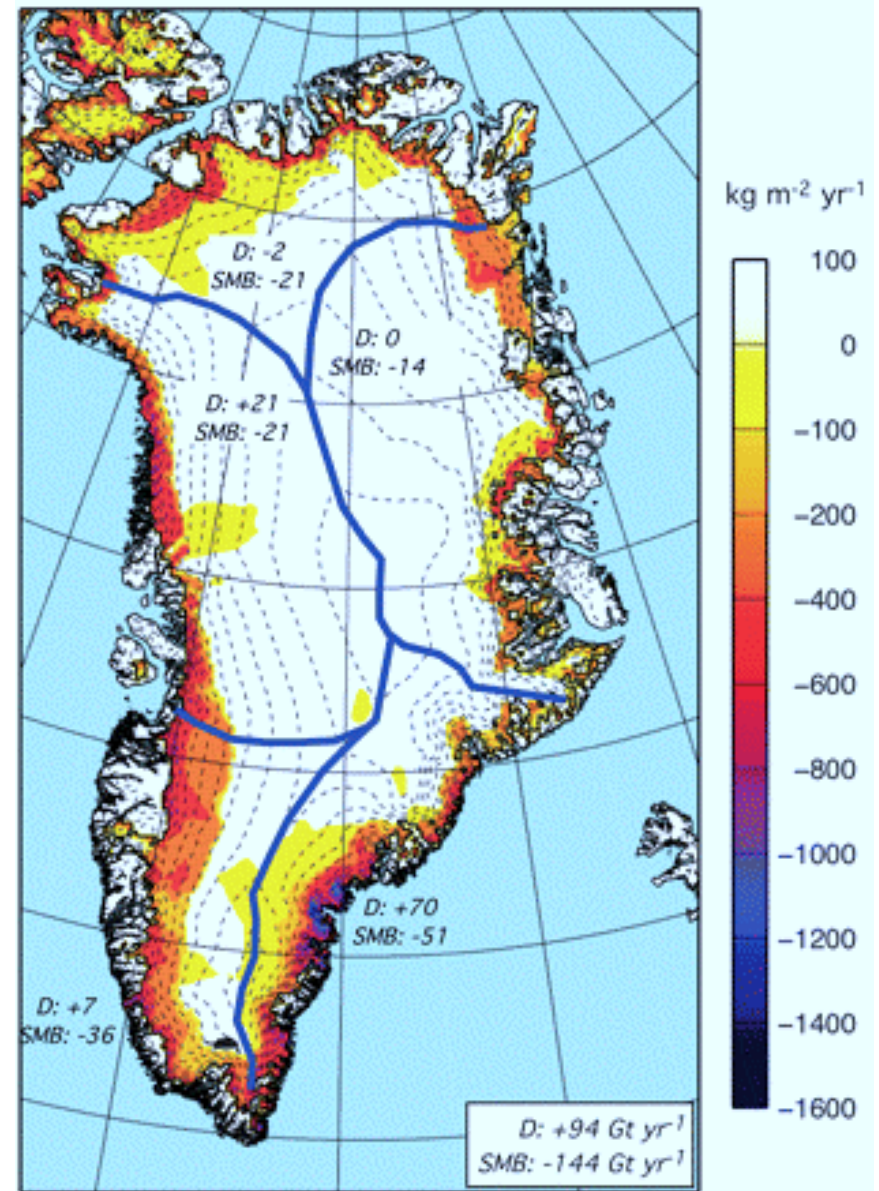 kg m⁻² yr⁻¹
100
0
−100
−200
−400
−600
−800
−1000
−1200
−1400
−1600
D: -2
SMB: -21
D: 0
SMB: -14
D: +21
SMB: -21
D: +70
SMB: -51
D: +7
SMB: -36
D: +94 Gt yr⁻¹
SMB: -144 Gt yr⁻¹